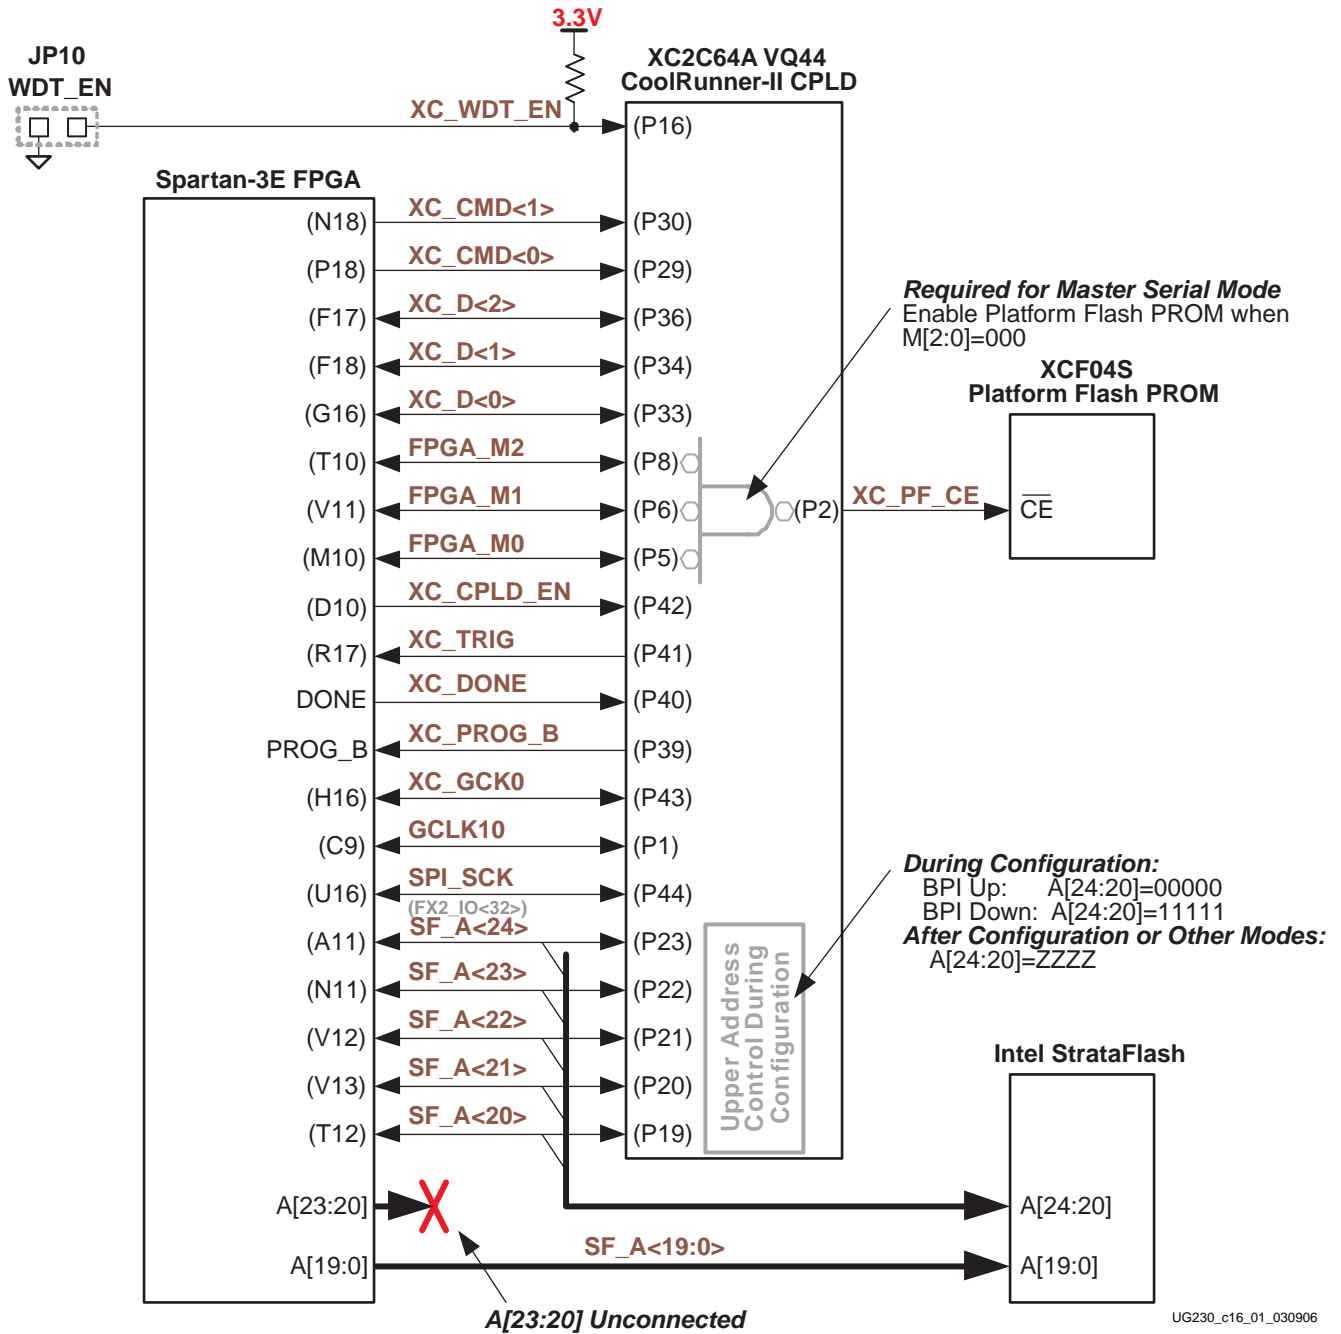 3.3V
JP10
WDT_EN
XC2C64A VQ44
CoolRunner-II CPLD
XC_WDT_EN
(P16)
Spartan-3E FPGA
(N18) XC_CMD<1> (P30)
(P18) XC_CMD<0> (P29)
(F17) XC_D<2> (P36)
(F18) XC_D<1> (P34)
(G16) XC_D<0> (P33)
(T10) FPGA_M2 (P8)
(V11) FPGA_M1 (P6) (P2) XC_PF_CE CE
(M10) FPGA_M0 (P5)
(D10) XC_CPLD_EN (P42)
(R17) XC_TRIG (P41)
DONE XC_DONE (P40)
PROG_B XC_PROG_B (P39)
(H16) XC_GCK0 (P43)
(C9) GCLK10 (P1)
(U16) SPI_SCK (P44)
(FX2_IO<32>)
(A11) SF_A<24> (P23)
(N11) SF_A<23> (P22)
(V12) SF_A<22> (P21)
(V13) SF_A<21> (P20)
(T12) SF_A<20> (P19)
Required for Master Serial Mode
Enable Platform Flash PROM when
M[2:0]=000
XCF04S
Platform Flash PROM
During Configuration:
BPI Up: A[24:20]=00000
BPI Down: A[24:20]=11111
After Configuration or Other Modes:
A[24:20]=ZZZZ
Upper Address
Control During
Configuration
Intel StrataFlash
A[23:20]
A[24:20]
A[19:0] SF_A<19:0> A[19:0]
A[23:20] Unconnected
UG230_c16_01_030906